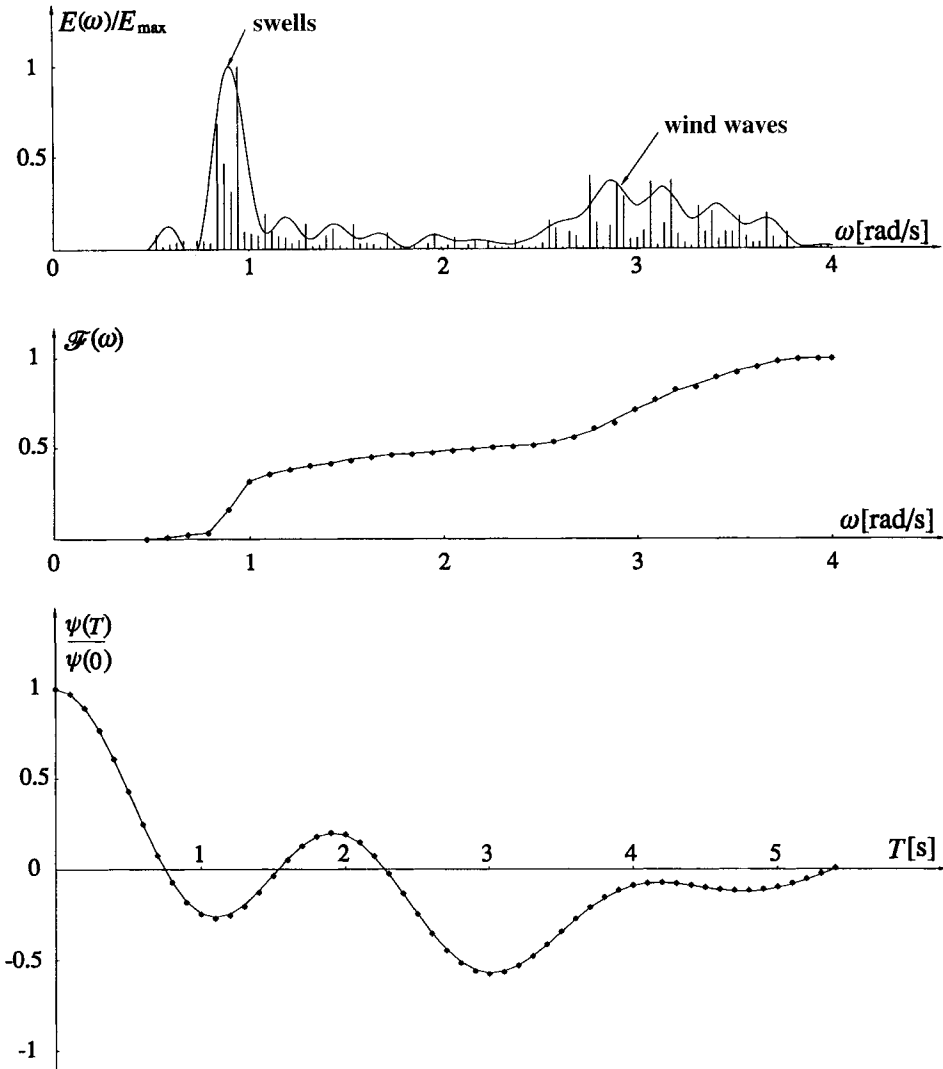 E(ω)/E_max
swells
1
wind waves
0.5
ω[rad/s]
0 1 2 3 4
ℱ(ω)
1
0.5
ω[rad/s]
0 1 2 3 4
ψ(T)
ψ(0)
1
0.5
1 2 3 4 5 T[s]
0
-0.5
-1